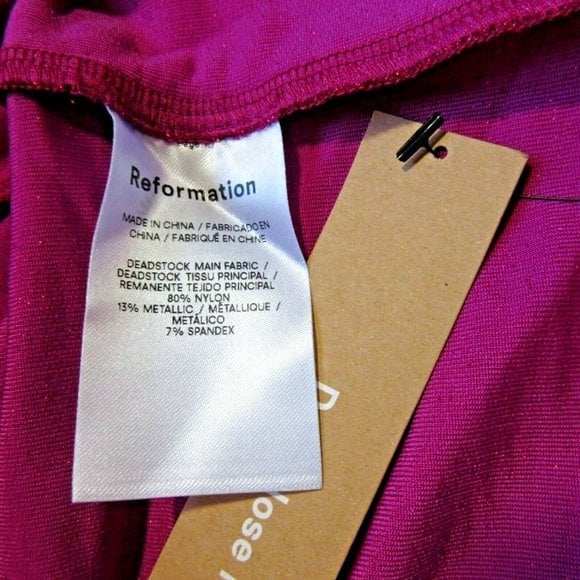 Reformation
MADE IN CHINA / FABRICADO EN
CHINA / FABRIQUÉ EN CHINE
DEADSTOCK MAIN FABRIC /
DEADSTOCK TISSU PRINCIPAL /
REMANENTE TEJIDO PRINCIPAL
80% NYLON
13% METALLIC / MÉTALLIQUE /
METÁLICO
7% SPANDEX